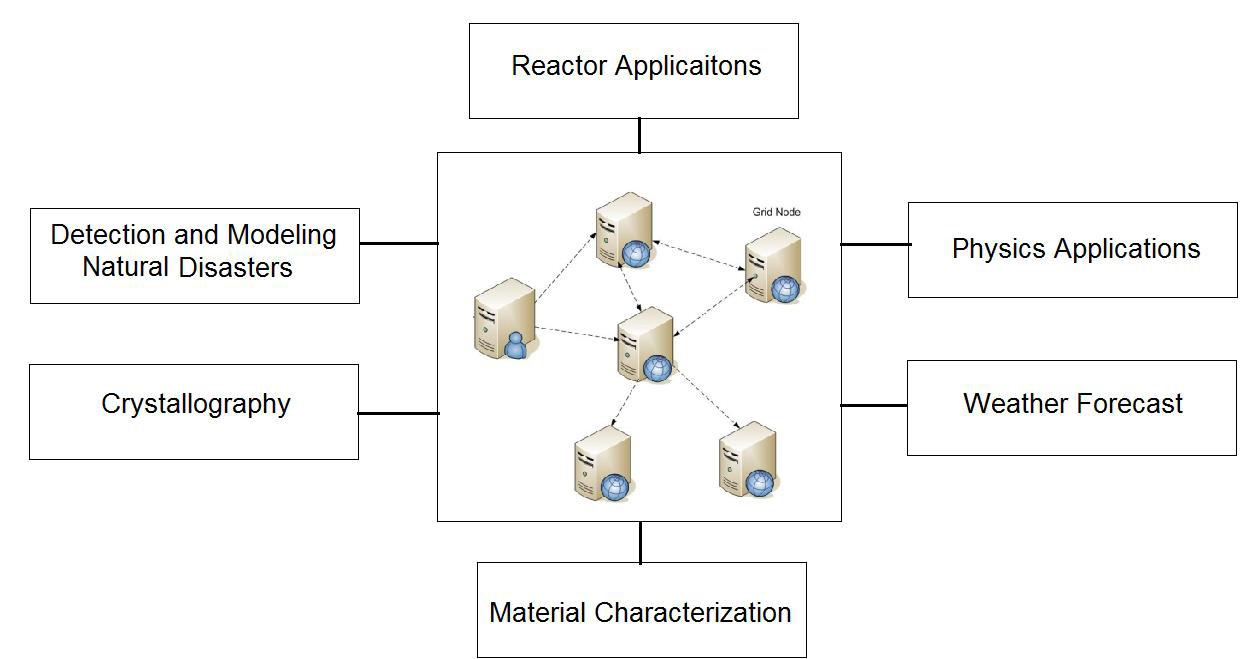 Reactor Applicaitons
Grid Node
Detection and Modeling
Natural Disasters
Physics Applications
Crystallography
Weather Forecast
Material Characterization